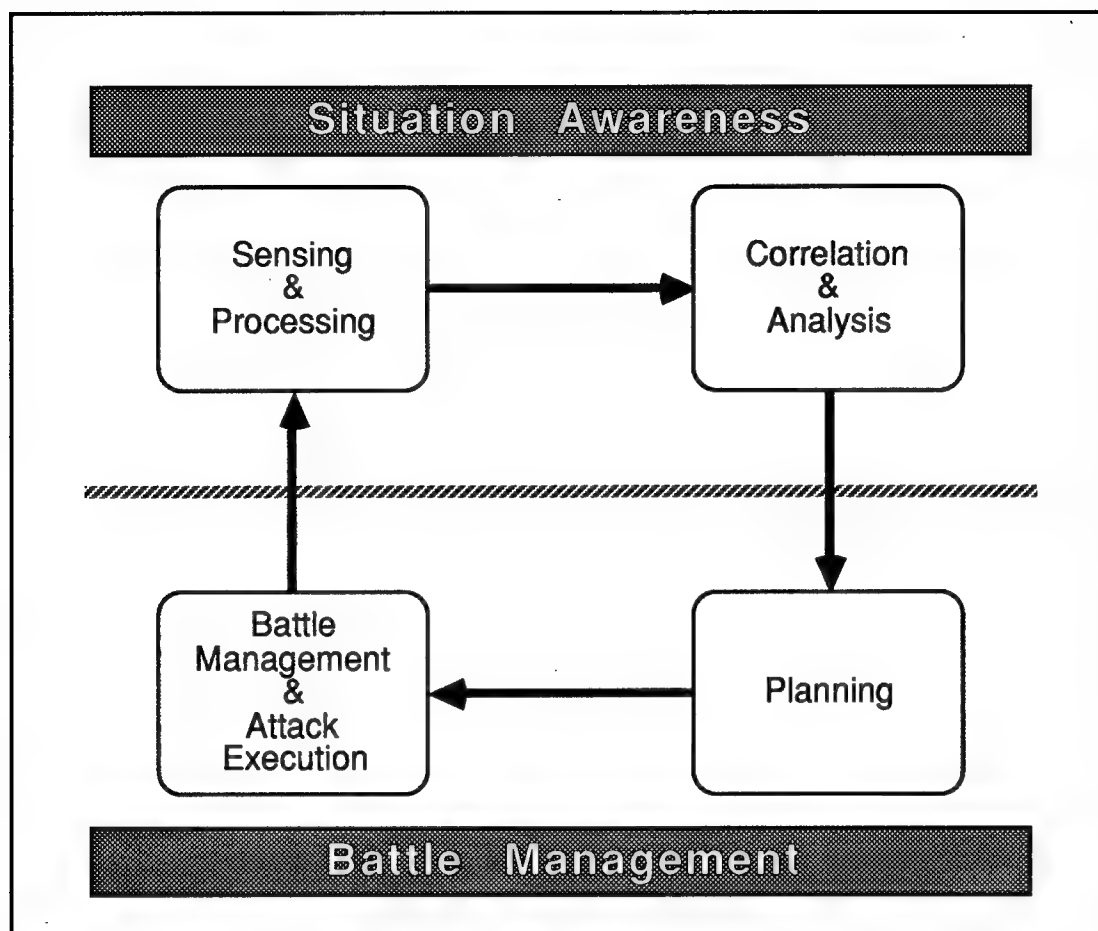 Situation Awareness
Sensing
&
Processing
Correlation
&
Analysis
Battle
Management
&
Attack
Execution
Planning
Battle Management